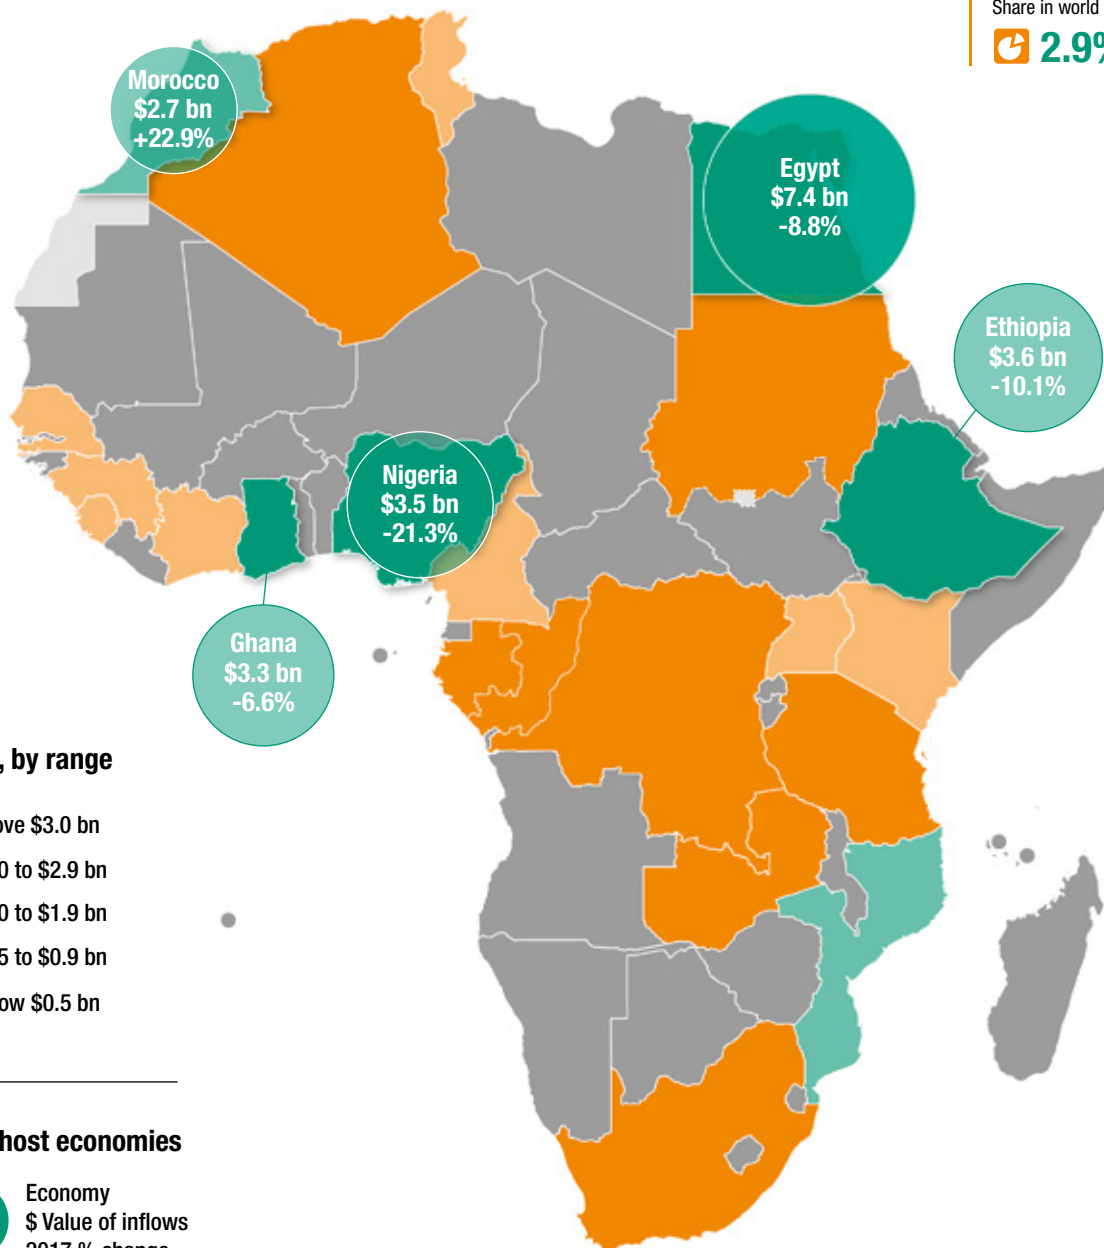 Share in world
2.9%
Morocco
$2.7 bn
+22.9%
Egypt
$7.4 bn
-8.8%
Ethiopia
$3.6 bn
-10.1%
Nigeria
$3.5 bn
-21.3%
Ghana
$3.3 bn
-6.6%
, by range
ove $3.0 bn
0 to $2.9 bn
0 to $1.9 bn
5 to $0.9 bn
ow $0.5 bn
host economies
Economy
$ Value of inflows
2017 % change